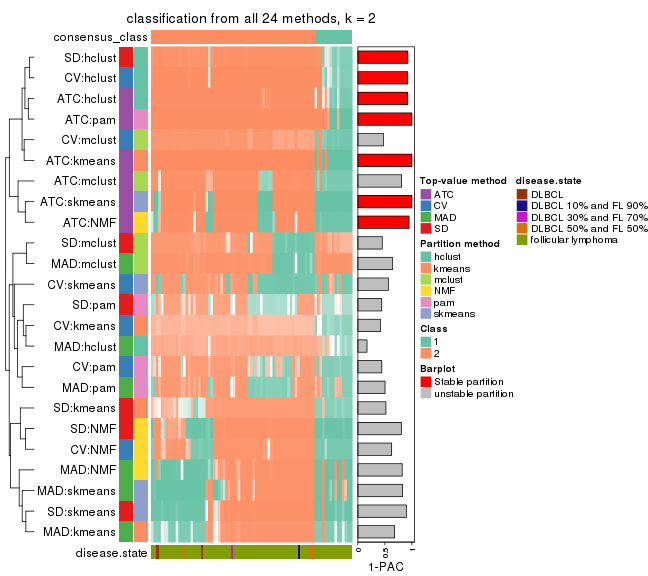 classification from all 24 methods, k = 2
consensus_class
SD:hclust
CV:hclust
ATC:hclust
ATC:pam
CV:mclust
ATC:kmeans
ATC:mclust
ATC:skmeans
ATC:NMF
SD:mclust
MAD:mclust
CV:skmeans
SD:pam
CV:kmeans
MAD:hclust
CV:pam
MAD:pam
SD:kmeans
SD:NMF
CV:NMF
MAD:NMF
MAD:skmeans
SD:skmeans
MAD:kmeans
disease.state
0
0.5
1
1-PAC
Top-value method
ATC
CV
MAD
SD
Partition method
hclust
kmeans
mclust
NMF
pam
skmeans
Class
1
2
Barplot
Stable partition
unstable partition
disease.state
DLBCL
DLBCL 10% and FL 90%
DLBCL 30% and FL 70%
DLBCL 50% and FL 50%
follicular lymphoma